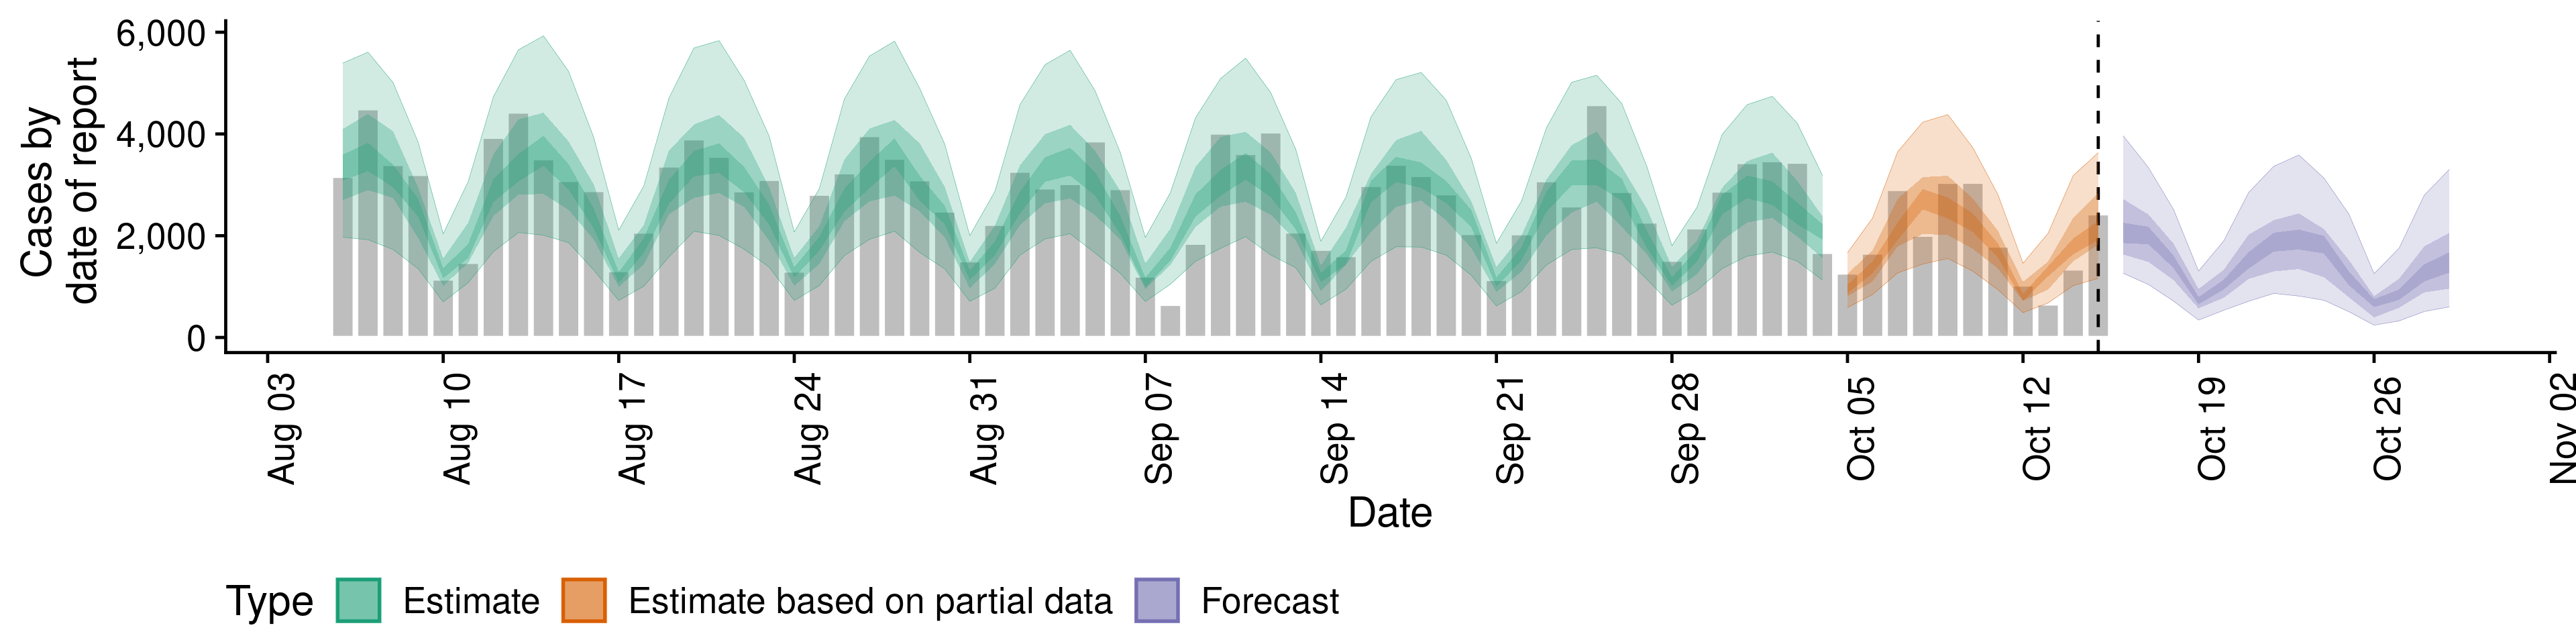 Cases by
date of report
6,000
4,000
2,000
0
Aug 03
Aug 10
Aug 17
Aug 24
Aug 31
Sep 07
Sep 14
Sep 21
Sep 28
Oct 05
Oct 12
Oct 19
Oct 26
Nov 02
Date
Type Estimate Estimate based on partial data Forecast